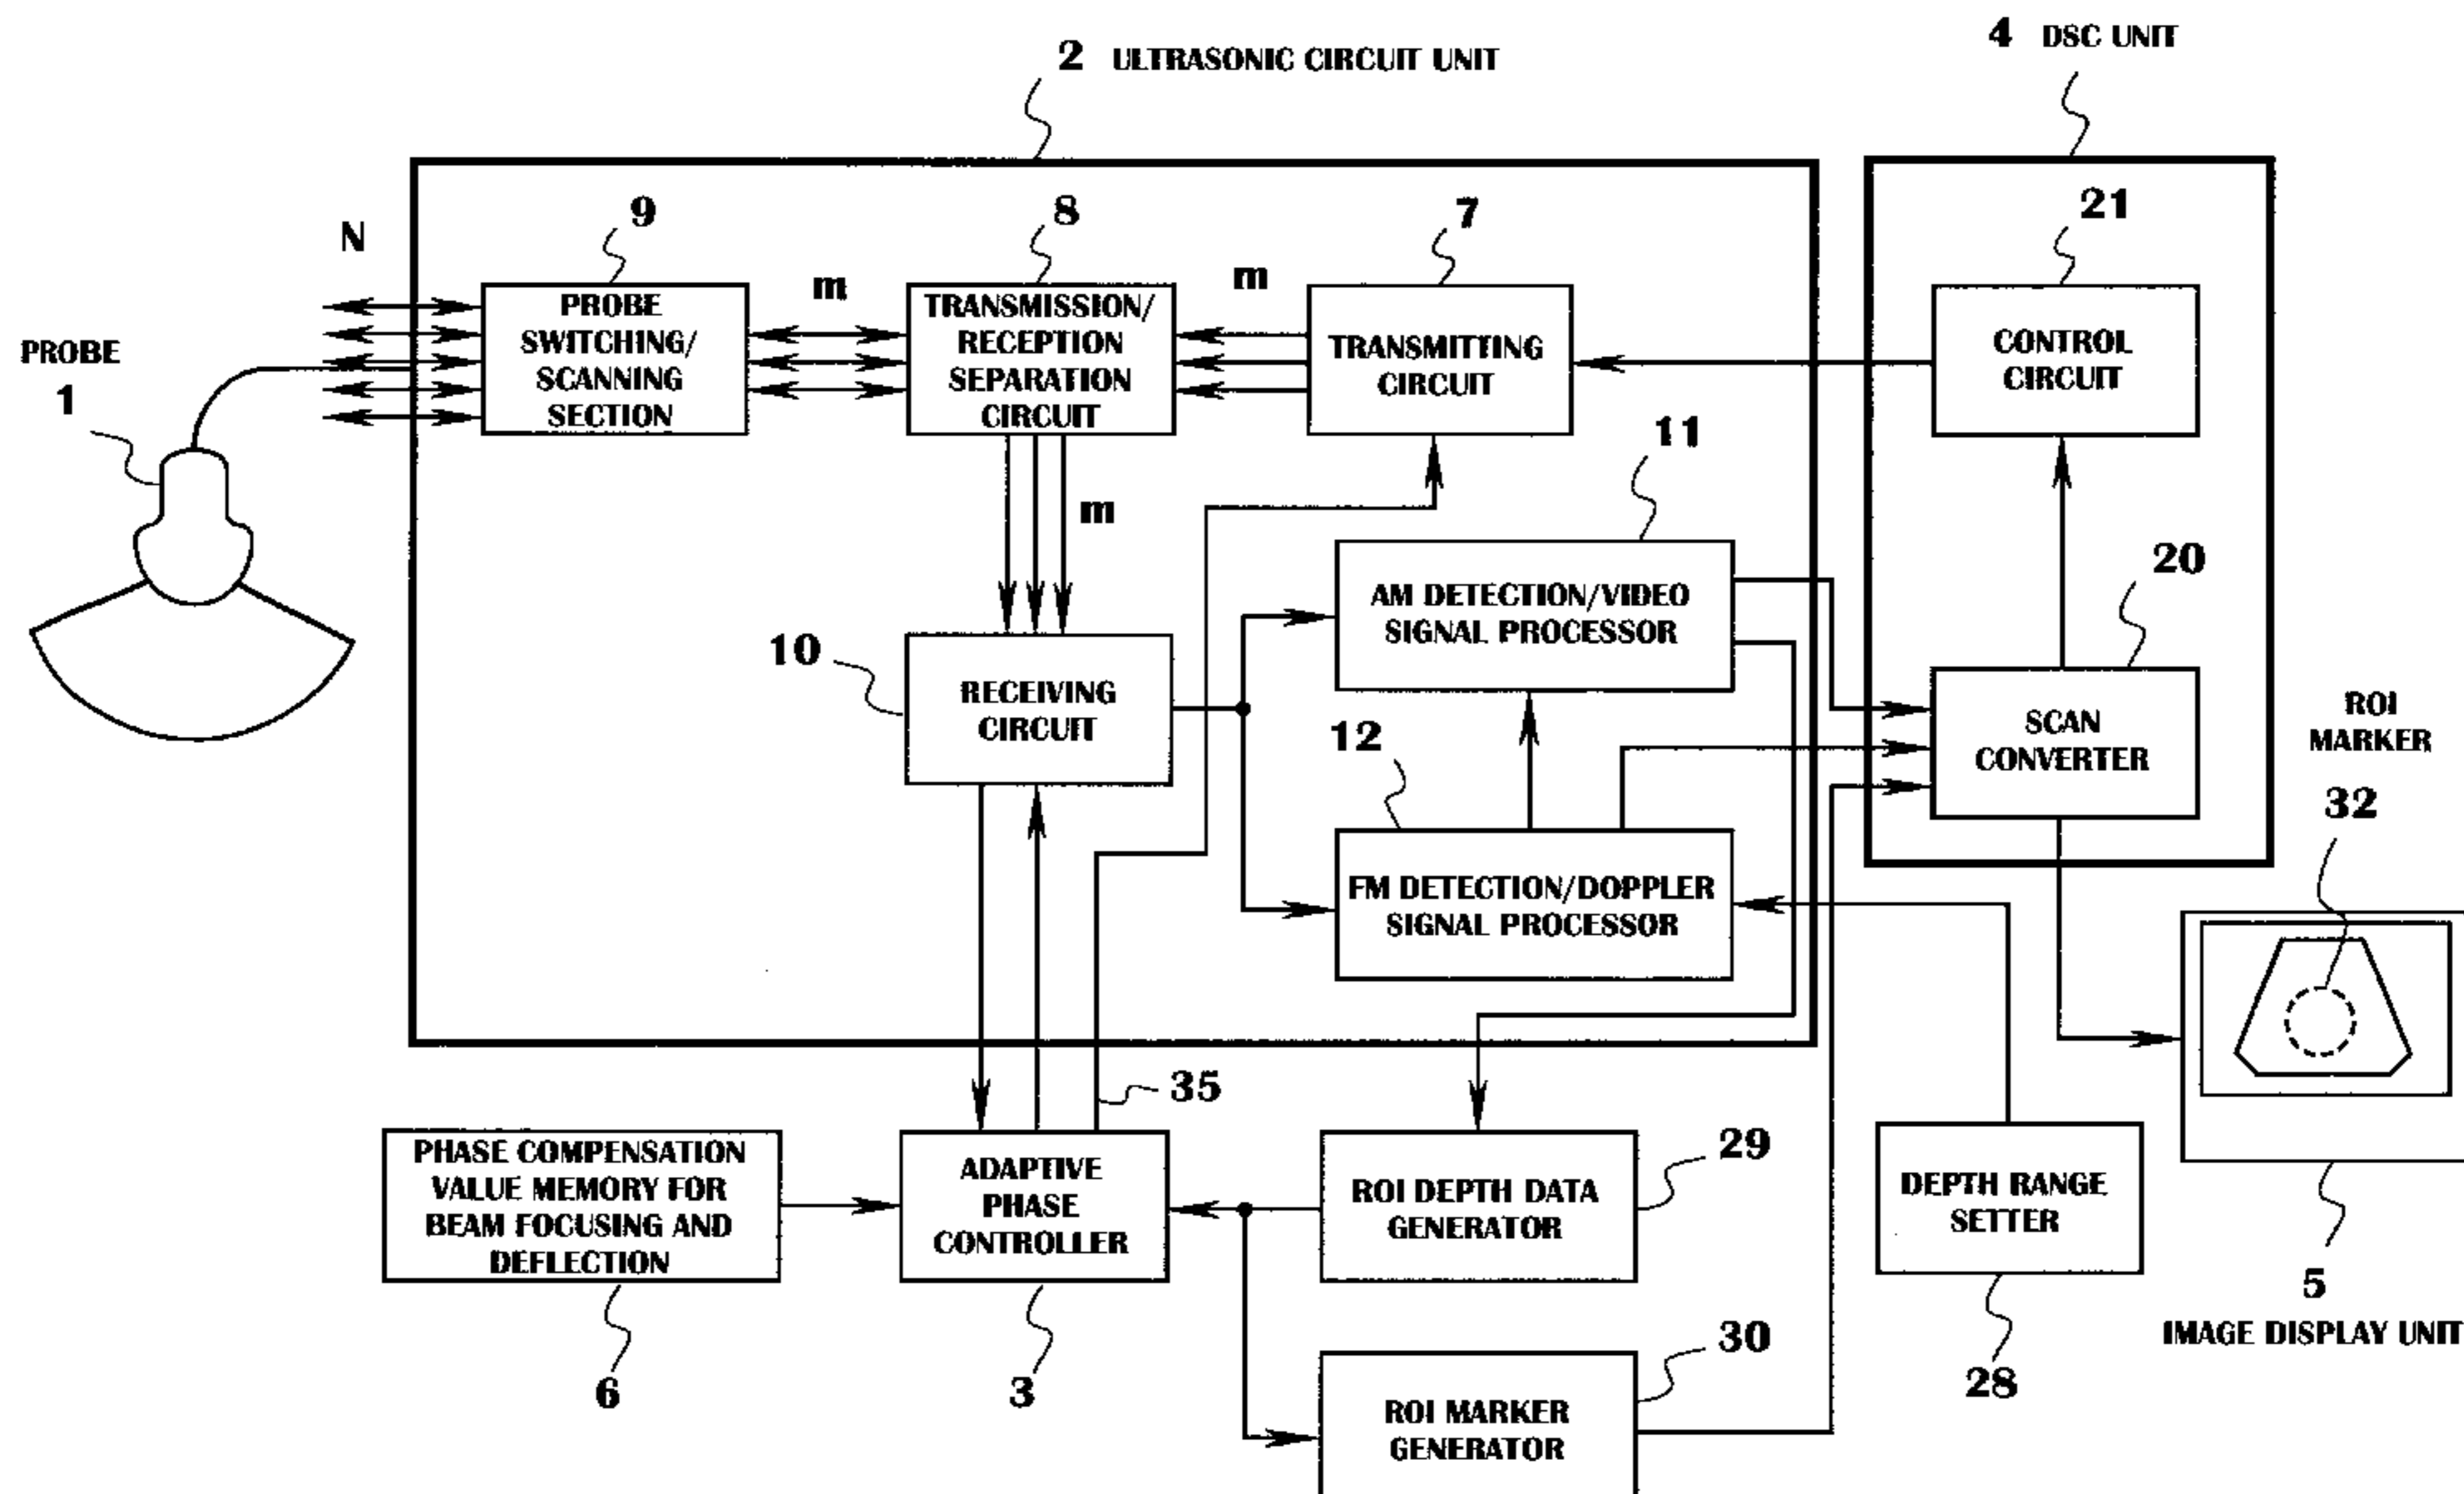 2 ULTRASONIC CIRCUIT UNIT
4 DSC UNIT
N
9
8
7
21
m
m
PROBE
SWITCHING/
SCANNING
SECTION
TRANSMISSION/
RECEPTION
SEPARATION
CIRCUIT
TRANSMITTING
CIRCUIT
CONTROL
CIRCUIT
PROBE
1
m
11
20
10
RECEIVING
CIRCUIT
AM DETECTION/VIDEO
SIGNAL PROCESSOR
12
FM DETECTION/DOPPLER
SIGNAL PROCESSOR
SCAN
CONVERTER
ROI
MARKER
32
35
PHASE COMPENSATION
VALUE MEMORY FOR
BEAM FOCUSING AND
DEFLECTION
6
ADAPTIVE
PHASE
CONTROLLER
3
ROI DEPTH DATA
GENERATOR
29
30
ROI MARKER
GENERATOR
DEPTH RANGE
SETTER
28
5
IMAGE DISPLAY UNIT